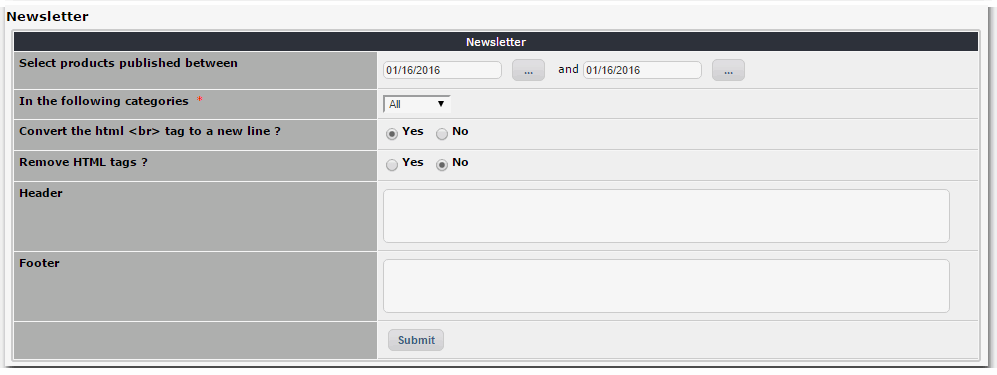 Newsletter
Newsletter
Select products published between 01/16/2016 ... and 01/16/2016 ...
In the following categories * All
Convert the html <br> tag to a new line ? Yes No
Remove HTML tags ? Yes No
Header
Footer
Submit